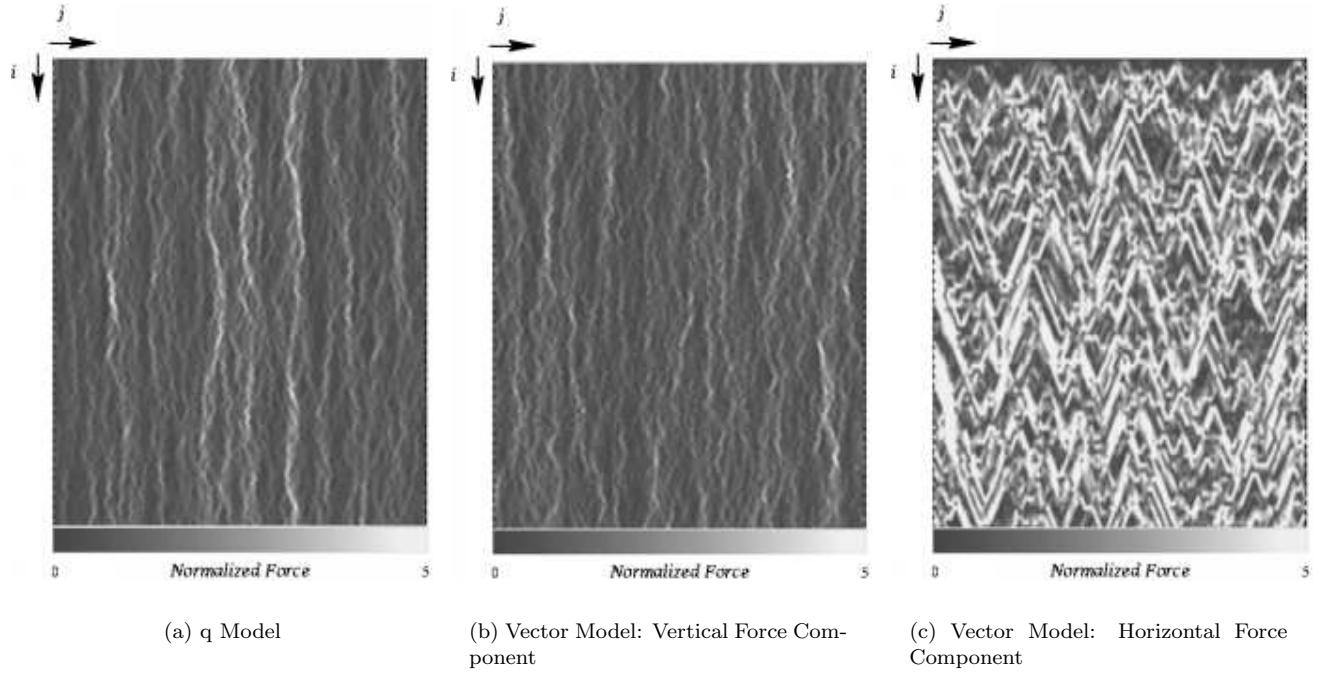 j
j
j
i
i
i
0
5
Normalized Force
0
5
Normalized Force
0
5
Normalized Force
(a) q Model
(b) Vector Model: Vertical Force Com-
ponent
(c) Vector Model: Horizontal Force
Component